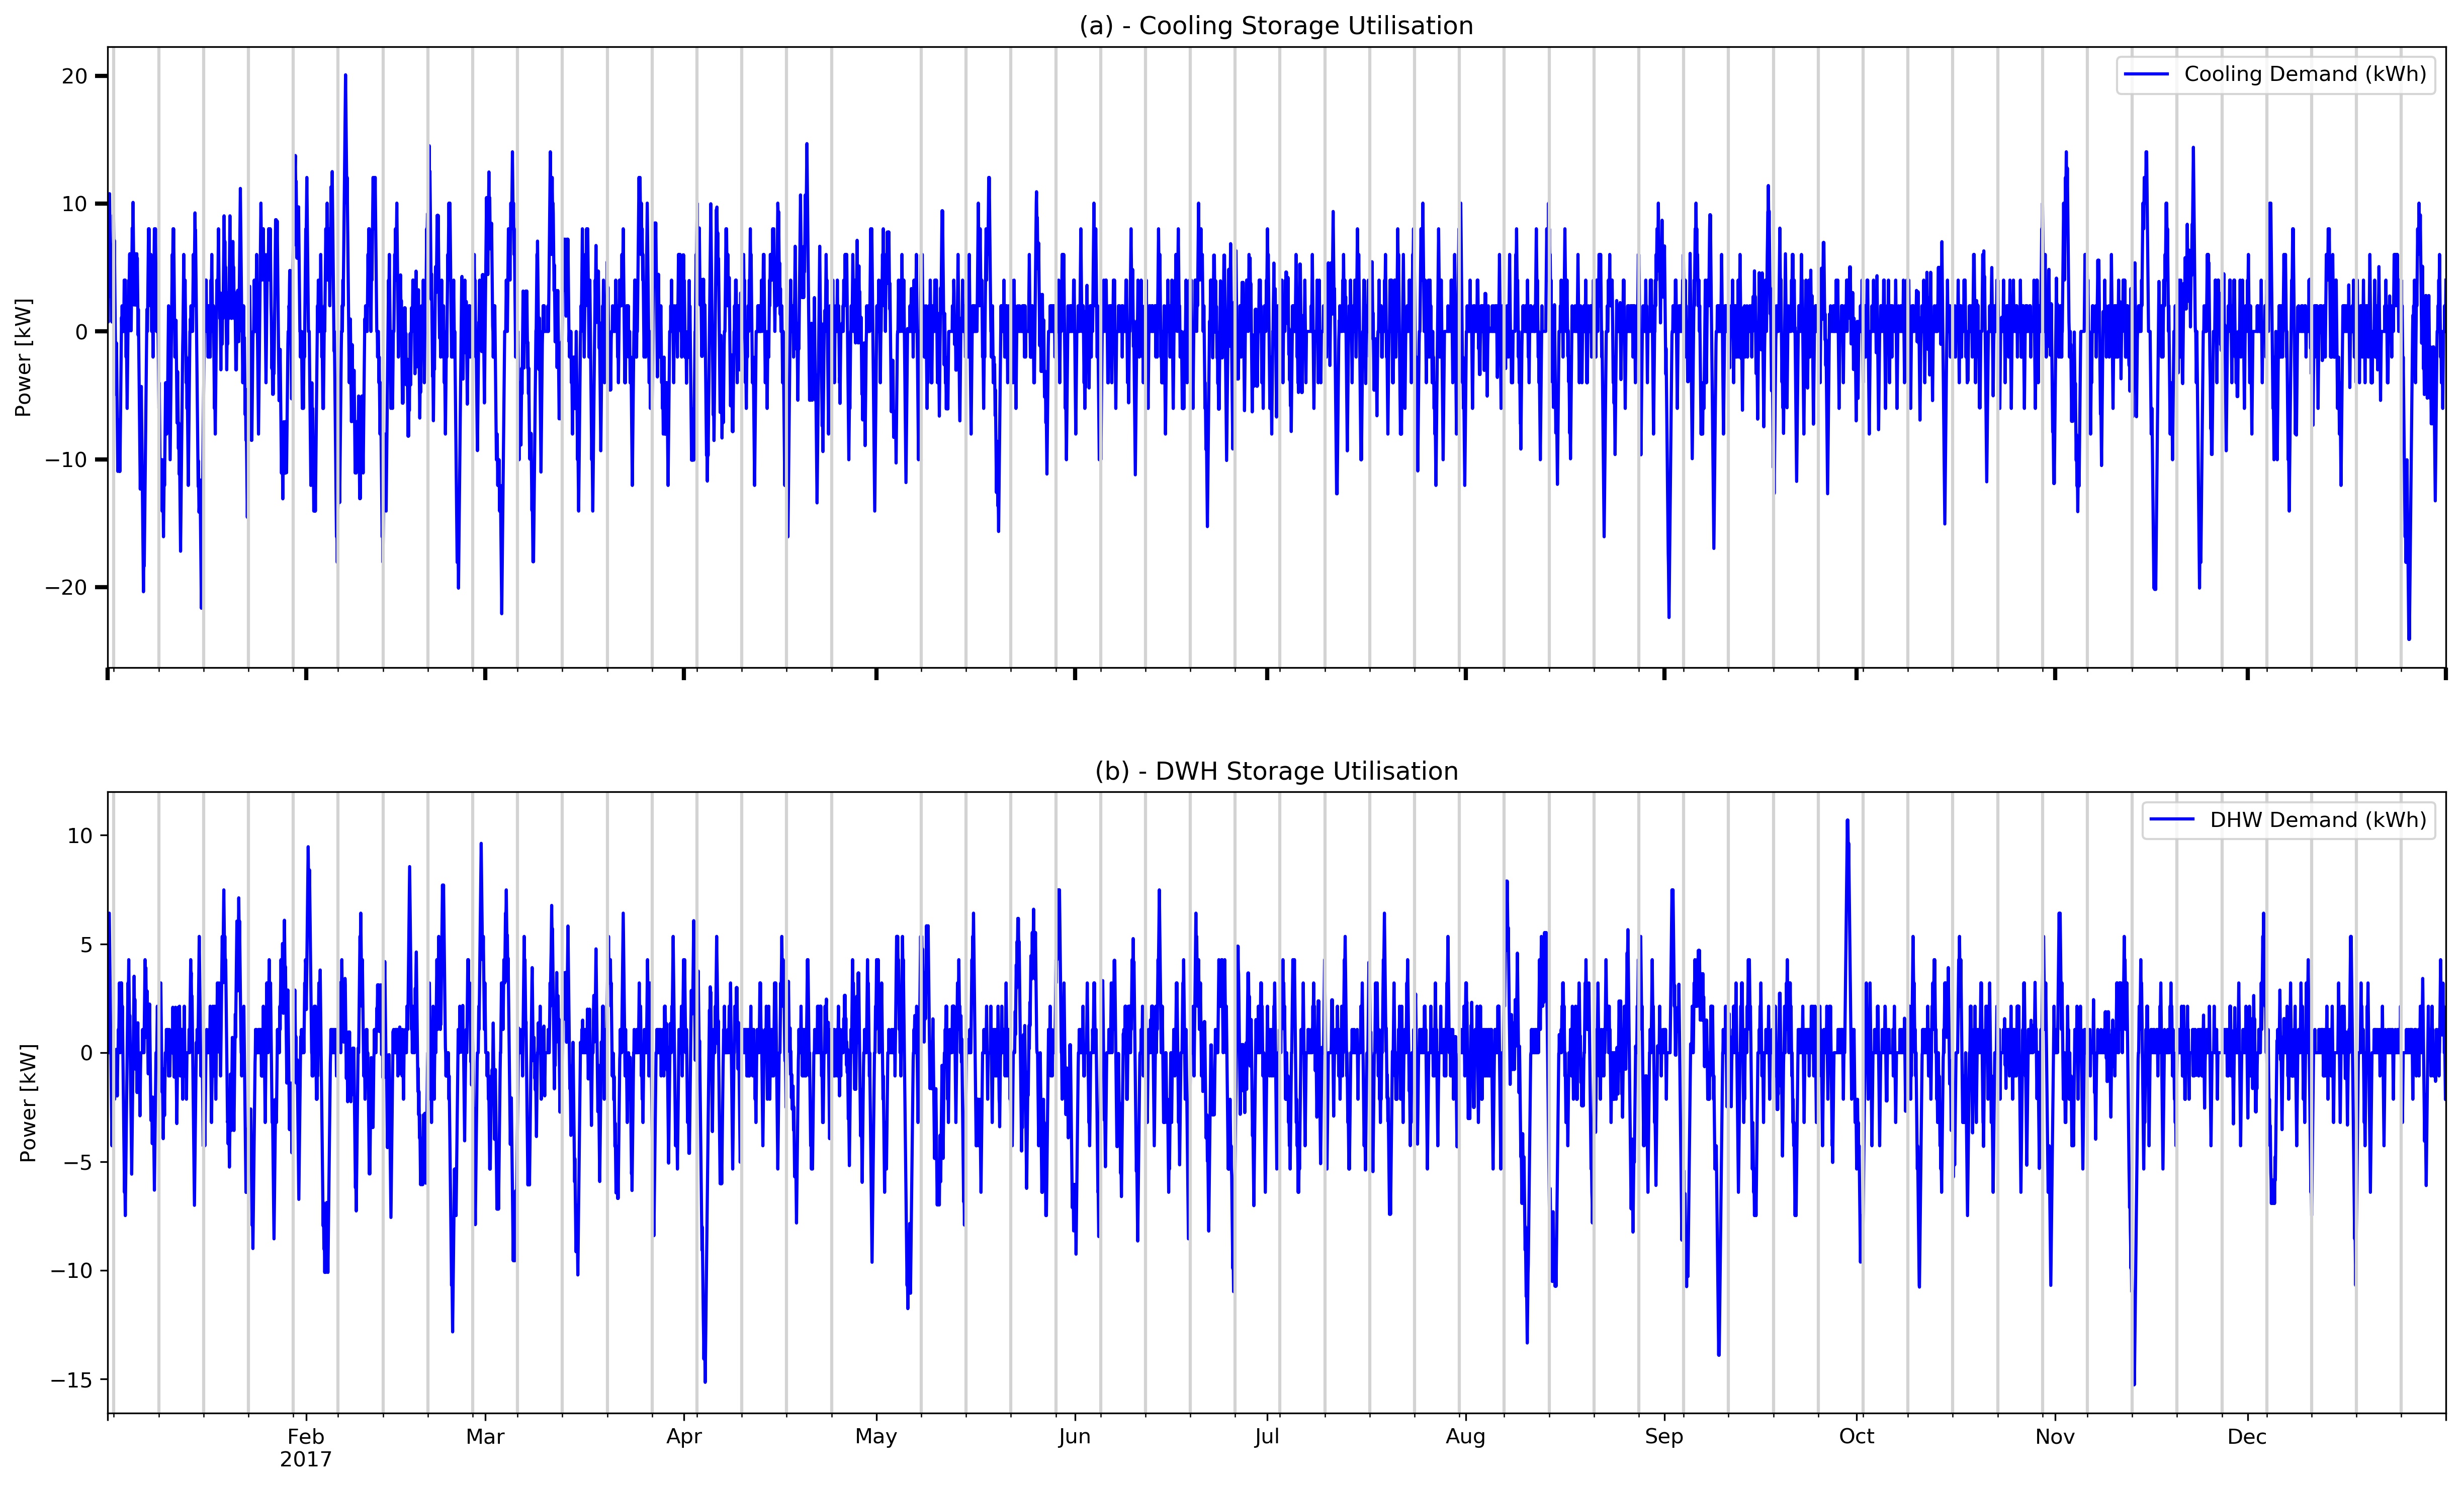 (a) - Cooling Storage Utilisation
Cooling Demand (kWh)
20
10
0
−10
−20
Power [kW]
(b) - DWH Storage Utilisation
DHW Demand (kWh)
10
5
0
−5
−10
−15
Power [kW]
Feb Mar Apr May Jun Jul Aug Sep Oct Nov Dec
2017